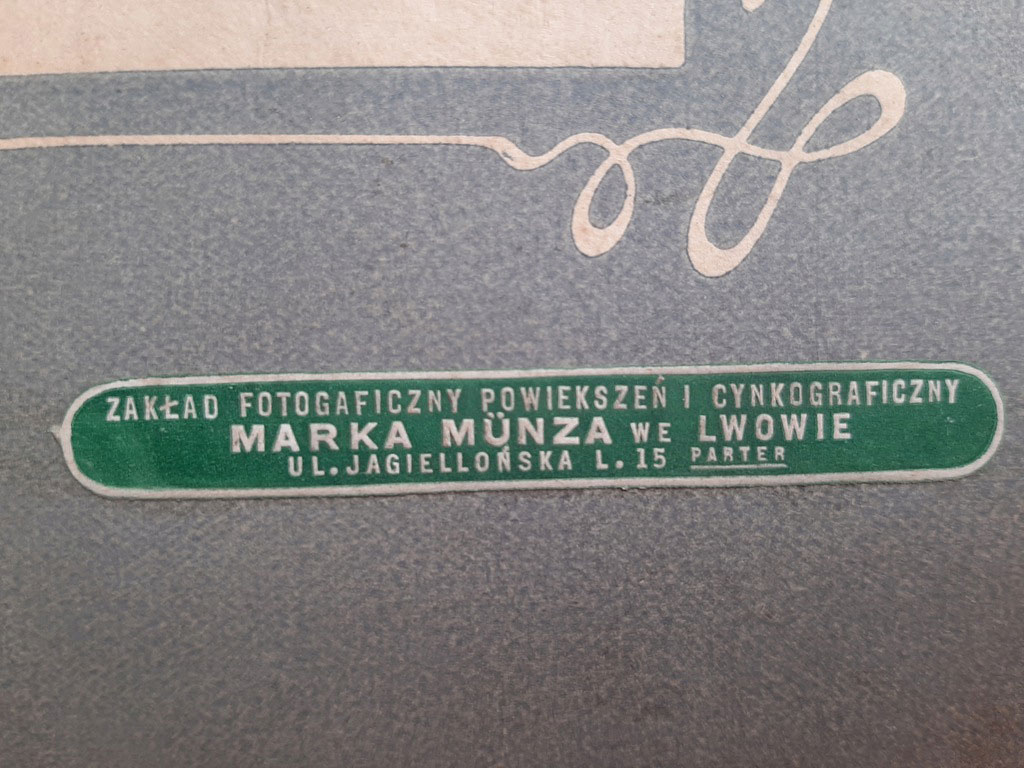 ZAKŁAD FOTOGAFICZNY POWIEKSZEŃ I CYNKOGRAFICZNY
MARKA MÜNZA WE LWOWIE
UL. JAGIELLOŃSKA L. 15 PARTER